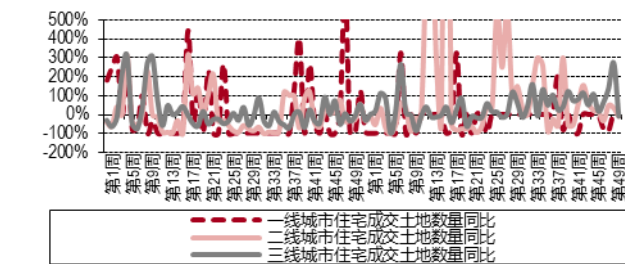 500%
400%
300%
200%
100%
0%
-100%
-200%
第1周
第5周
第9周
第13周
第17周
第21周
第25周
第29周
第33周
第37周
第41周
第45周
第49周
第1周
第5周
第9周
第13周
第17周
第21周
第25周
第29周
第33周
第37周
第41周
第45周
第49周
一线城市住宅成交土地数量同比
二线城市住宅成交土地数量同比
三线城市住宅成交土地数量同比